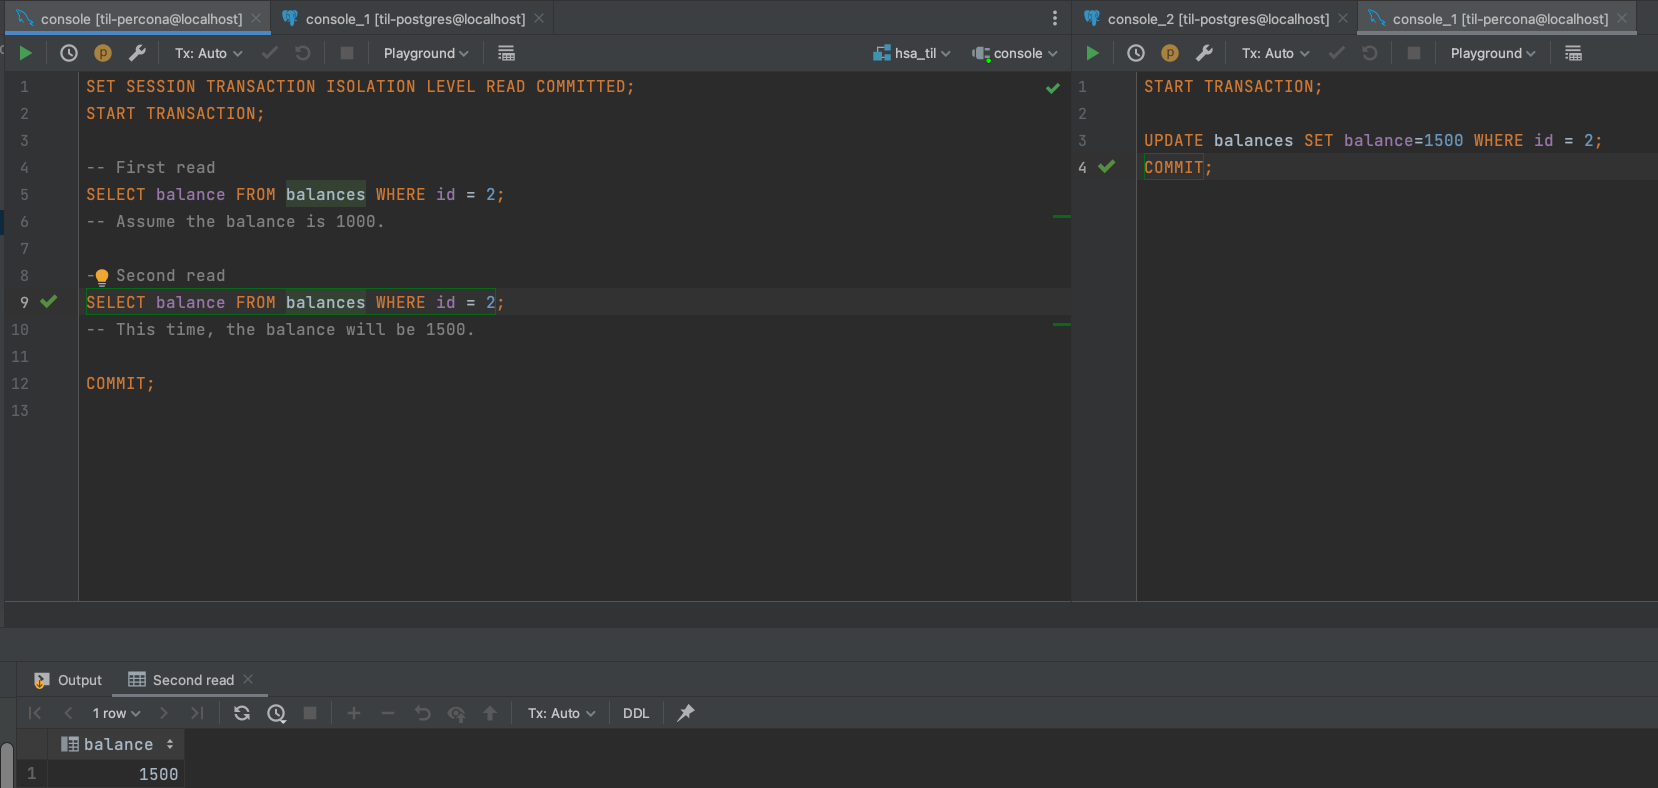 console [til-percona@localhost]
console_1 [til-postgres@localhost]
console_2 [til-postgres@localhost]
console_1 [til-percona@localhost]
p
Tx: Auto
Playground
hsa_til
console
p
Tx: Auto
Playground
1 SET SESSION TRANSACTION ISOLATION LEVEL READ COMMITTED;
2 START TRANSACTION;
3
4 -- First read
5 SELECT balance FROM balances WHERE id = 2;
6 -- Assume the balance is 1000.
7
8 - Second read
9 SELECT balance FROM balances WHERE id = 2;
10 -- This time, the balance will be 1500.
11
12 COMMIT;
13
1 START TRANSACTION;
2
3 UPDATE balances SET balance=1500 WHERE id = 2;
4 COMMIT;
Output
Second read
1 row
Tx: Auto
DDL
balance
1 1500